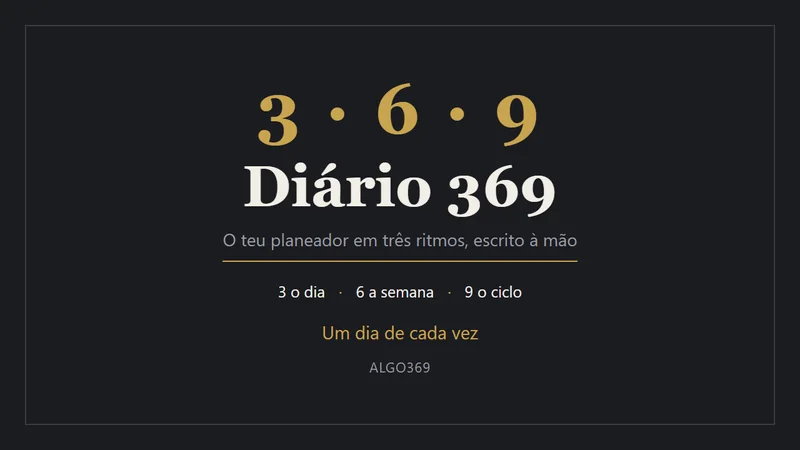 3 · 6 · 9
Diário 369
O teu planeador em três ritmos, escrito à mão
3 o dia · 6 a semana · 9 o ciclo
Um dia de cada vez
ALGO369